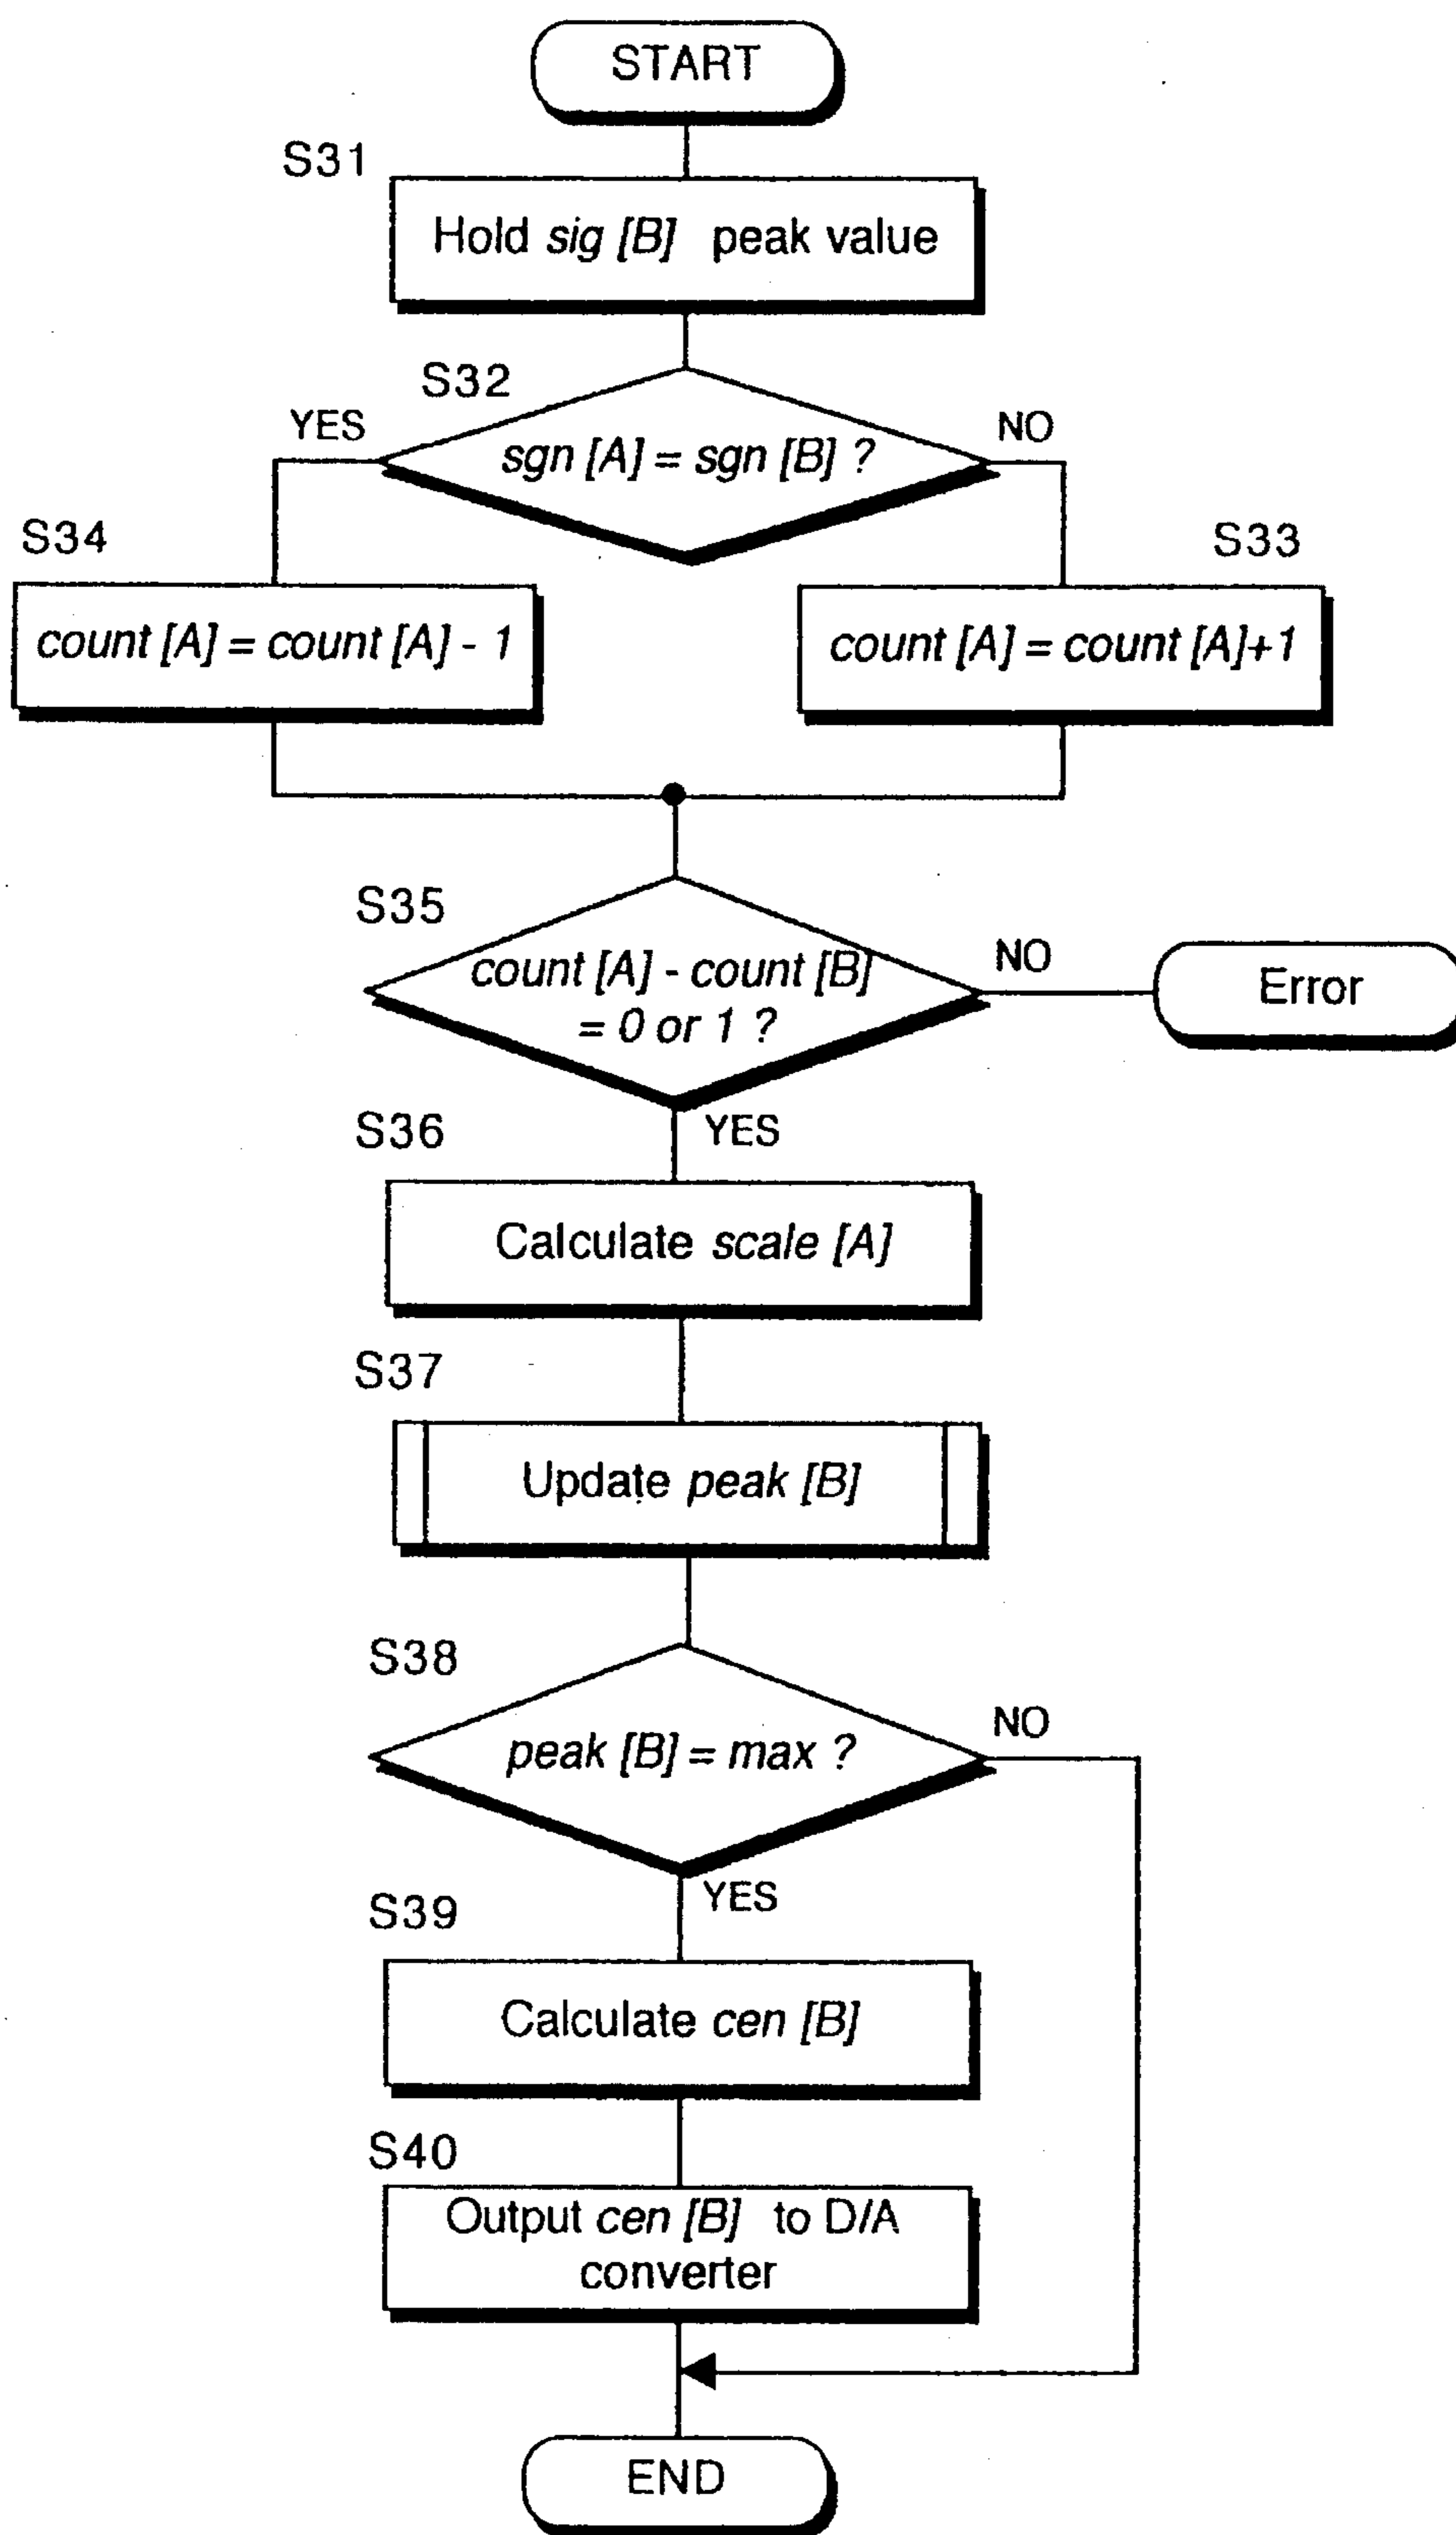 START
S31
Hold sig [B] peak value
S32
YES
NO
sgn [A] = sgn [B] ?
S34
S33
count [A] = count [A] - 1
count [A] = count [A]+1
S35
count [A] - count [B]
= 0 or 1 ?
NO
Error
YES
S36
Calculate scale [A]
S37
Update peak [B]
S38
NO
peak [B] = max ?
YES
S39
Calculate cen [B]
S40
Output cen [B] to D/A
converter
END